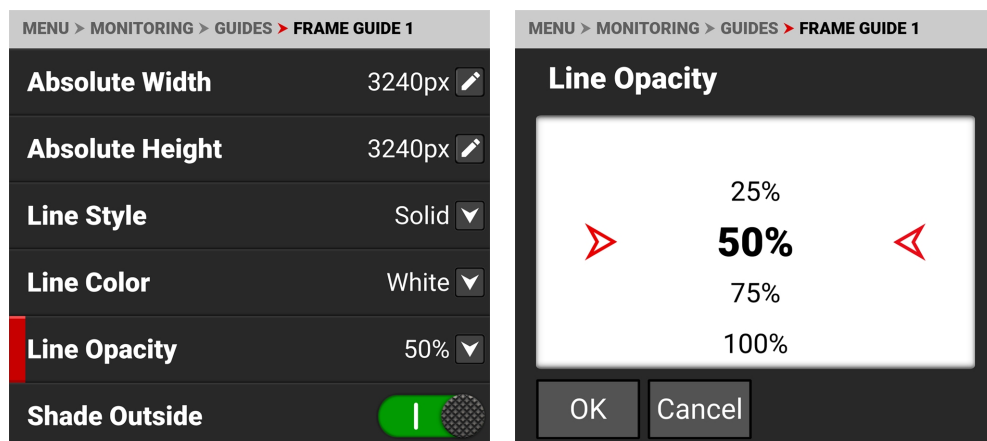 MENU > MONITORING > GUIDES > FRAME GUIDE 1
Absolute Width 3240px
Absolute Height 3240px
Line Style Solid
Line Color White
Line Opacity 50%
Shade Outside
MENU > MONITORING > GUIDES > FRAME GUIDE 1
Line Opacity
25%
50%
75%
100%
OK Cancel